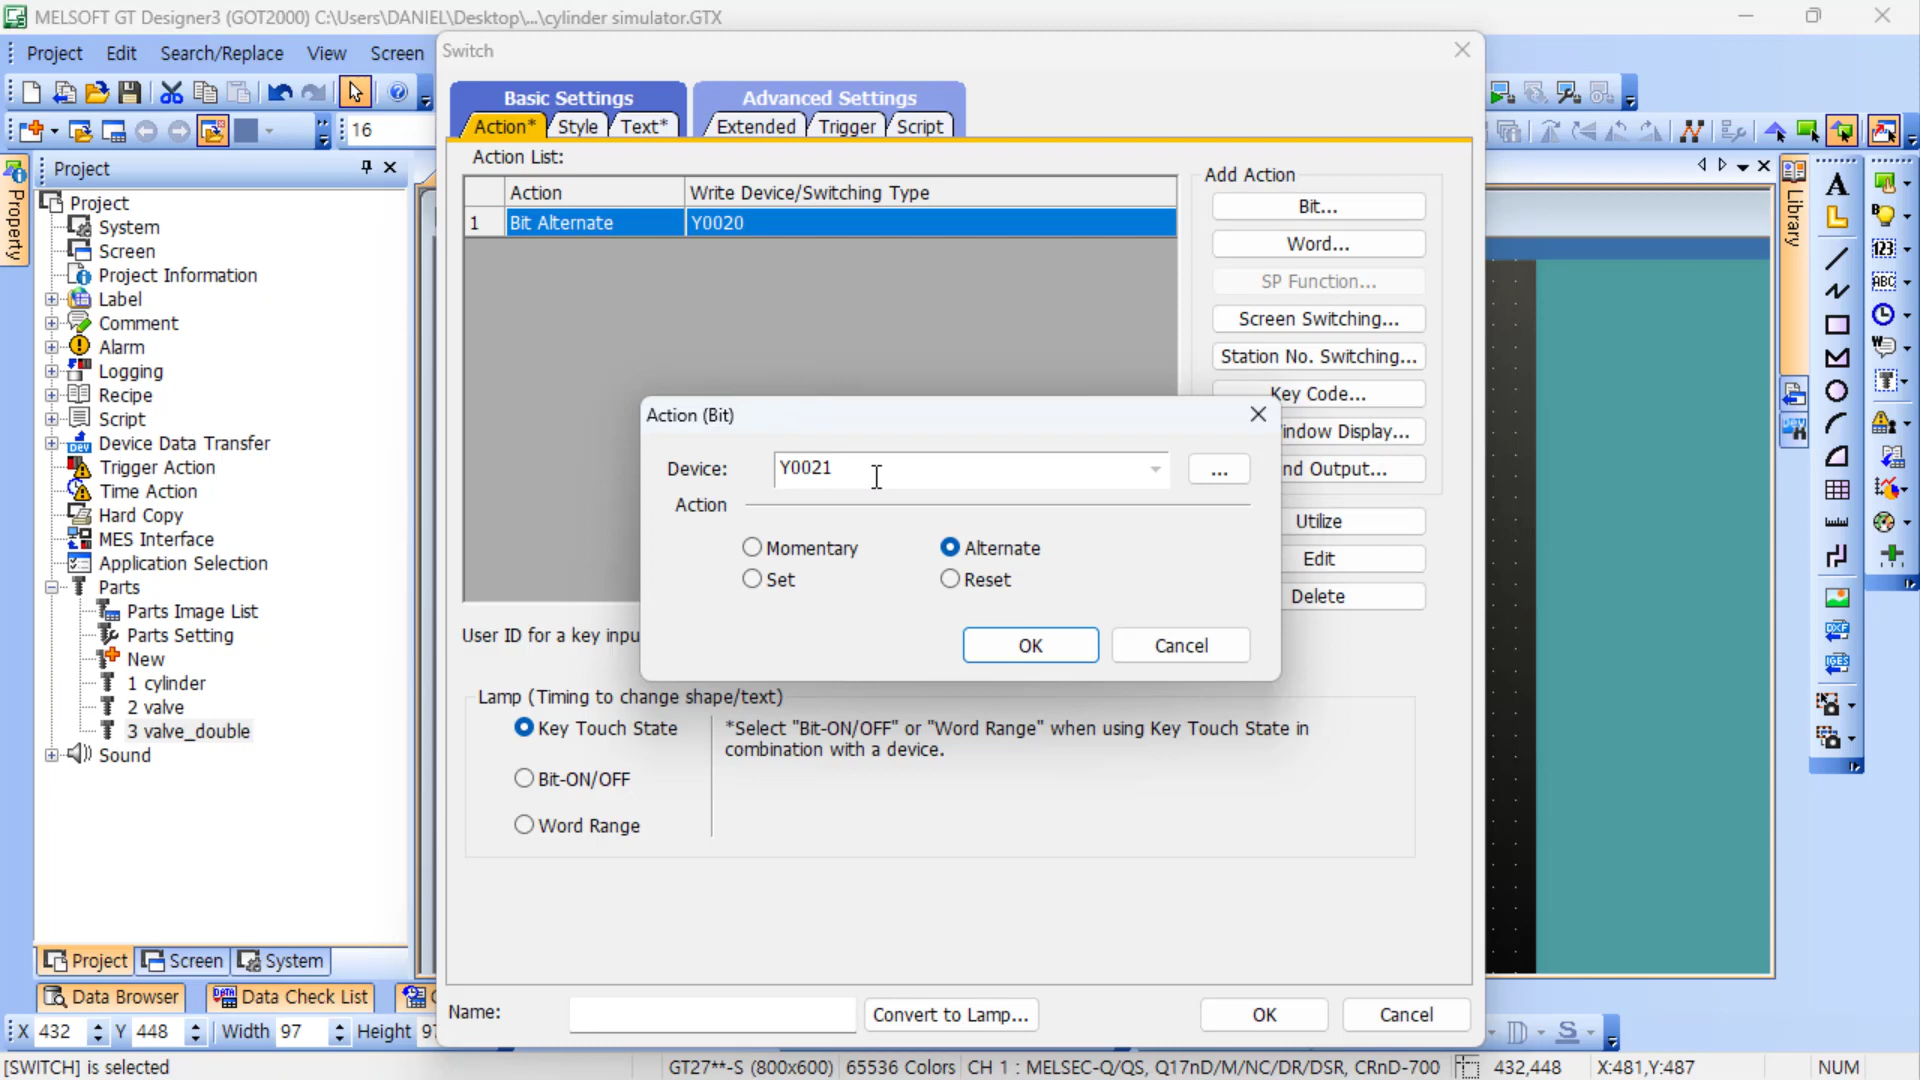 MELSOFT GT Designer3 (GOT2000) C:\Users\DANIEL\Desktop\...\cylinder simulator.GTX
Project Edit Search/Replace View Screen
16
Property
Project
Project
System
Screen
Project Information
Label
Comment
Alarm
Logging
Recipe
Script
Device Data Transfer
Trigger Action
Time Action
Hard Copy
MES Interface
Application Selection
Parts
Parts Image List
Parts Setting
New
1 cylinder
2 valve
3 valve_double
Sound
Project Screen System
Data Browser Data Check List
X 432 Y 448 Width 97 Height 97
[SWITCH] is selected
Switch
Basic Settings Advanced Settings
Action* Style Text* Extended Trigger Script
Action List:
Action Write Device/Switching Type
1 Bit Alternate Y0020
Add Action
Bit...
Word...
SP Function...
Screen Switching...
Station No. Switching...
Key Code...
indow Display...
nd Output...
Utilize
Edit
Delete
Action (Bit)
Device: Y0021 ...
Action
Momentary Alternate
Set Reset
OK Cancel
User ID for a key inpu
Lamp (Timing to change shape/text)
Key Touch State
Bit-ON/OFF
Word Range
*Select "Bit-ON/OFF" or "Word Range" when using Key Touch State in
combination with a device.
Name: Convert to Lamp... OK Cancel
Library
GT27**-S (800x600) 65536 Colors CH 1 : MELSEC-Q/QS, Q17nD/M/NC/DR/DSR, CRnD-700 432,448 X:481,Y:487 NUM